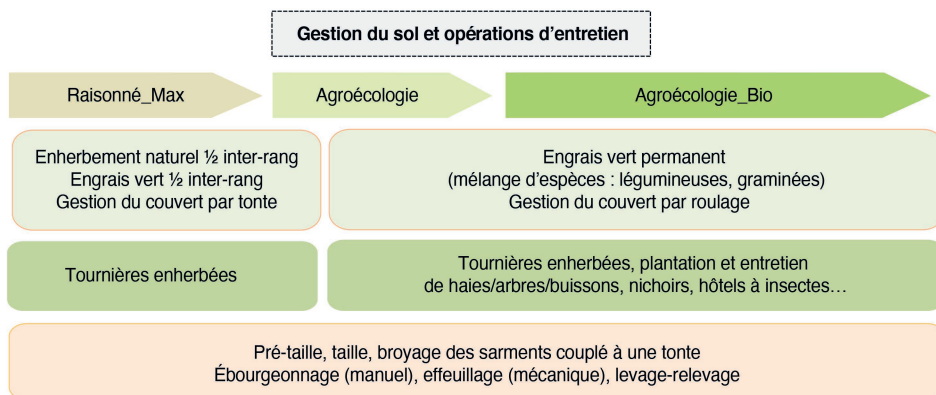 Gestion du sol et opérations d'entretien
Raisonné_Max
Agroécologie
Agroécologie_Bio
Enherbement naturel ½ inter-rang
Engrais vert ½ inter-rang
Gestion du couvert par tonte
Engrais vert permanent
(mélange d'espèces : légumineuses, graminées)
Gestion du couvert par roulage
Tournières enherbées
Tournières enherbées, plantation et entretien
de haies/arbres/buissons, nichoirs, hôtels à insectes…
Pré-taille, taille, broyage des sarments couplé à une tonte
Ébourgeonnage (manuel), effeuillage (mécanique), levage-relevage